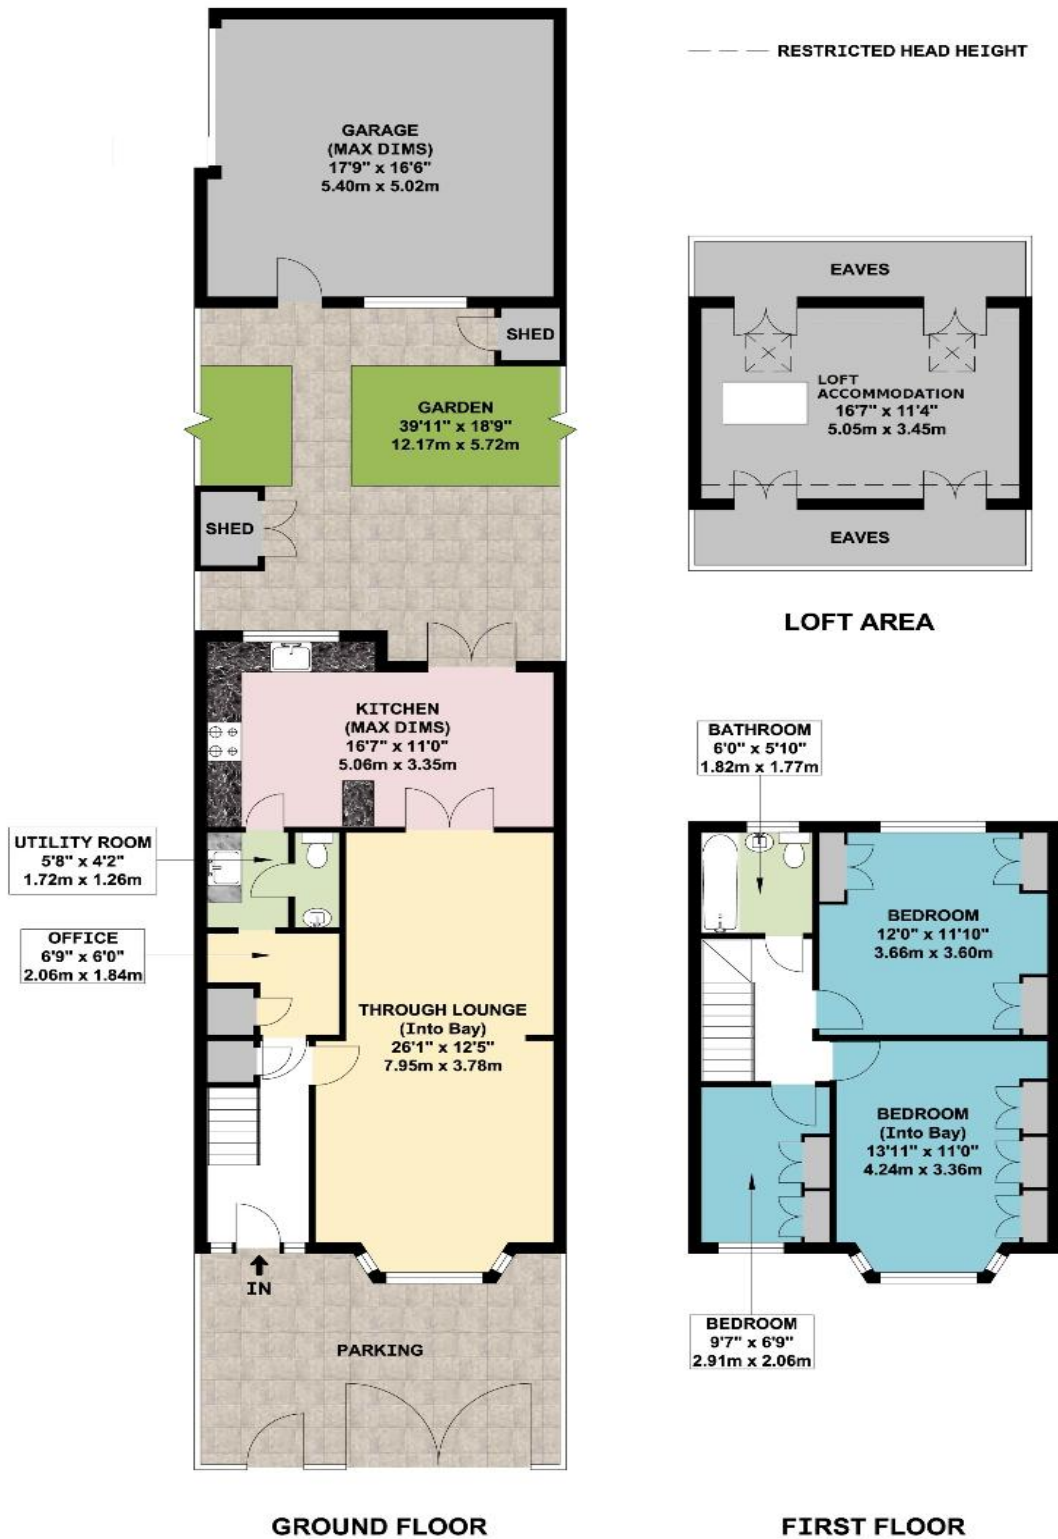 RESTRICTED HEAD HEIGHT
GARAGE
(MAX DIMS)
17'9" x 16'6"
5.40m x 5.02m
SHED
GARDEN
39'11" x 18'9"
12.17m x 5.72m
SHED
KITCHEN
(MAX DIMS)
16'7" x 11'0"
5.06m x 3.35m
UTILITY ROOM
5'8" x 4'2"
1.72m x 1.26m
OFFICE
6'9" x 6'0"
2.06m x 1.84m
THROUGH LOUNGE
(Into Bay)
26'1" x 12'5"
7.95m x 3.78m
IN
PARKING
GROUND FLOOR
EAVES
LOFT
ACCOMMODATION
16'7" x 11'4"
5.05m x 3.45m
EAVES
LOFT AREA
BATHROOM
6'0" x 5'10"
1.82m x 1.77m
BEDROOM
12'0" x 11'10"
3.66m x 3.60m
BEDROOM
(Into Bay)
13'11" x 11'0"
4.24m x 3.36m
BEDROOM
9'7" x 6'9"
2.91m x 2.06m
FIRST FLOOR